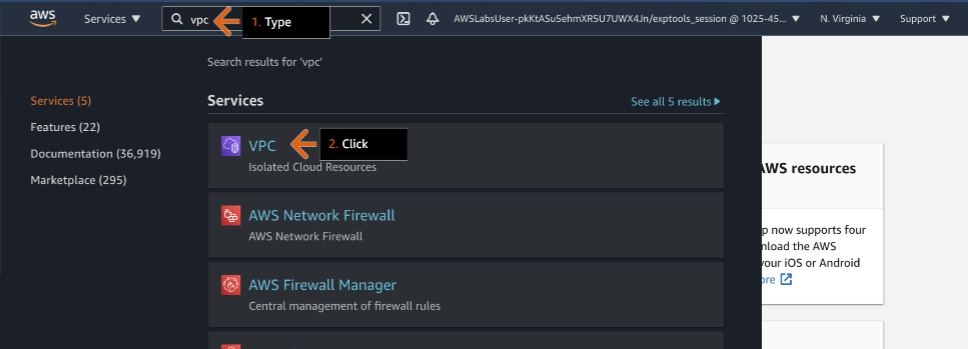 aws
Services ▼
vpc
1. Type
AWSLabsUser-pkKtASuSehmXR5U7UWX4Jn/exptools_session @ 1025-45... ▼
N. Virginia ▼
Support ▼
Search results for 'vpc'
Services (5)
Features (22)
Documentation (36,919)
Marketplace (295)
Services
See all 5 results ▶
VPC
2. Click
Isolated Cloud Resources
AWS Network Firewall
AWS Network Firewall
AWS Firewall Manager
Central management of firewall rules
AWS resources
p now supports four
nload the AWS
your iOS or Android
ore